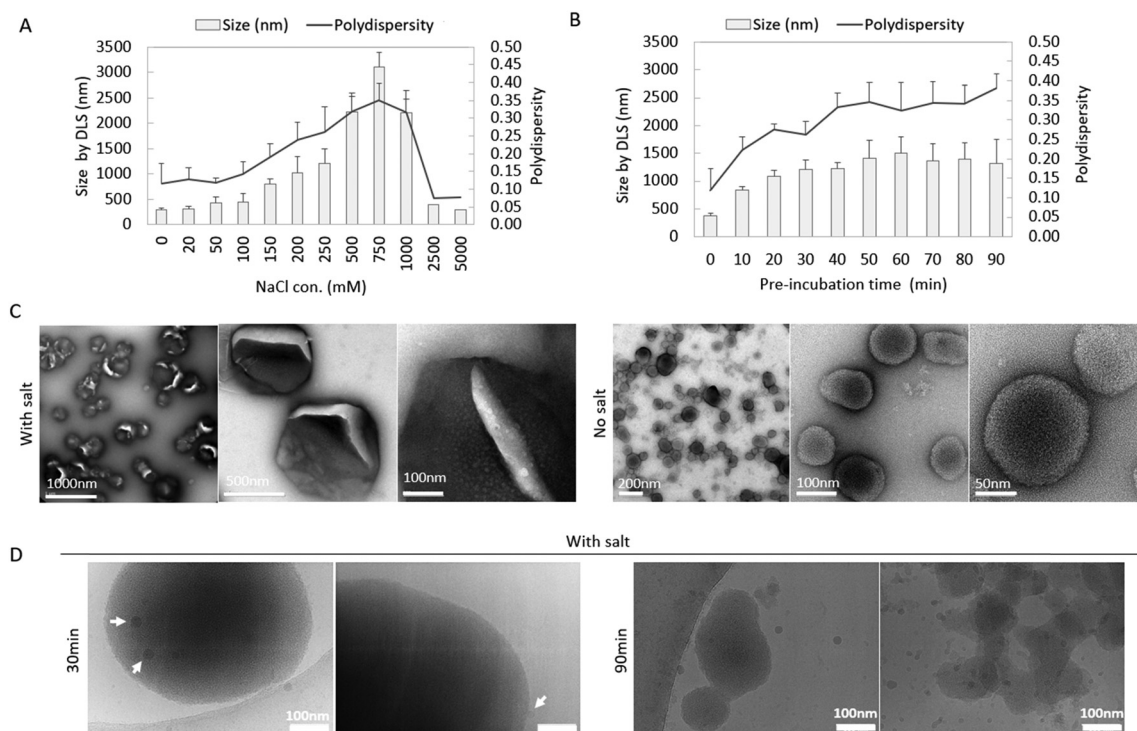 A
Size (nm) Polydispersity
3500
3000
2500
2000
1500
1000
500
0
Size by DLS (nm)
0.50
0.45
0.40
0.35
0.30
0.25
0.20
0.15
0.10
0.05
0.00
Polydispersity
0 20 50 100 150 200 250 500 750 1000 2500 5000
NaCl con. (mM)
B
Size (nm) Polydispersity
3500
3000
2500
2000
1500
1000
500
0
Size by DLS (nm)
0.50
0.45
0.40
0.35
0.30
0.25
0.20
0.15
0.10
0.05
0.00
Polydispersity
0 10 20 30 40 50 60 70 80 90
Pre-incubation time (min)
C
With salt
1000nm
500nm
100nm
No salt
200nm
100nm
50nm
D
With salt
30min
100nm
90min
100nm
100nm